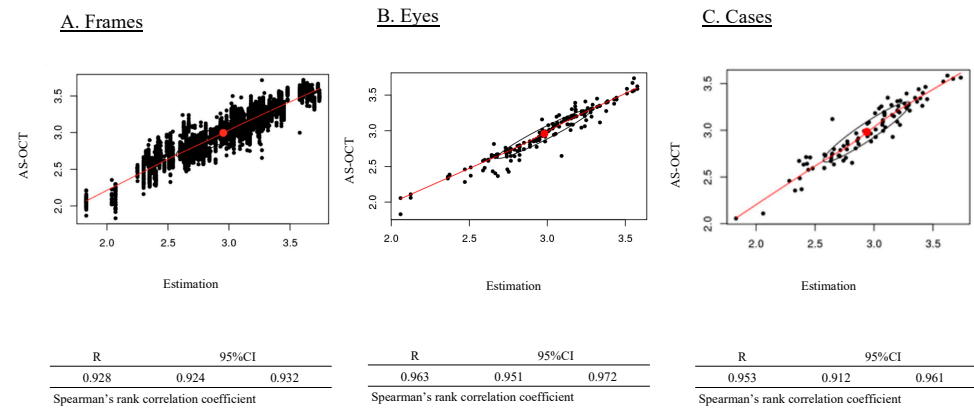 A. Frames
B. Eyes
C. Cases
AS-OCT
3.5
3.0
2.5
2.0
2.0 2.5 3.0 3.5
Estimation
AS-OCT
3.5
3.0
2.5
2.0
2.0 2.5 3.0 3.5
Estimation
AS-OCT
3.5
3.0
2.5
2.0
2.0 2.5 3.0 3.5
Estimation
R 95%CI
0.928 0.924 0.932
Spearman’s rank correlation coefficient
R 95%CI
0.963 0.951 0.972
Spearman’s rank correlation coefficient
R 95%CI
0.953 0.912 0.961
Spearman’s rank correlation coefficient